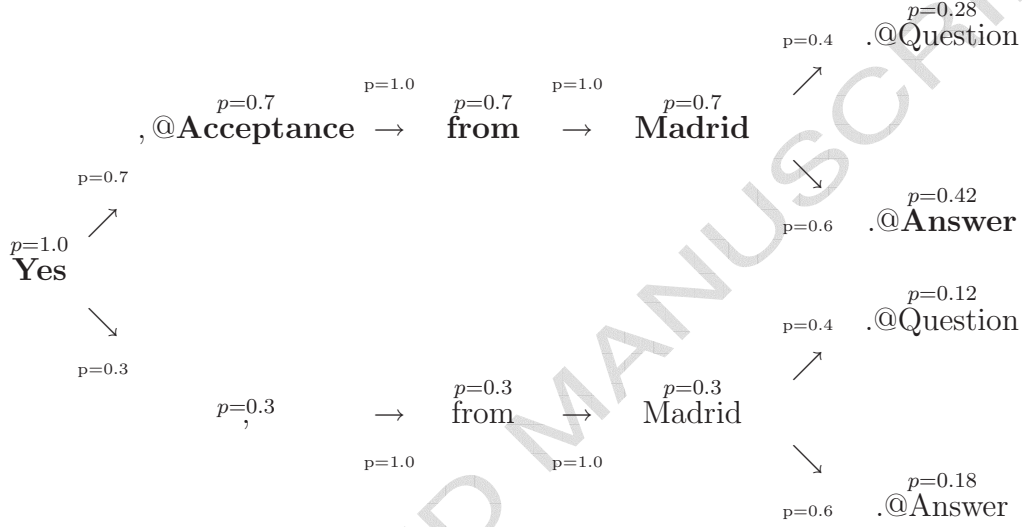 p=0.28
p=0.4 .@Question
p=0.7 p=1.0 p=0.7 p=1.0 p=0.7
,@Acceptance → from → Madrid
p=0.7
p=0.42
p=0.6 .@Answer
p=1.0
Yes
p=0.12
p=0.4 .@Question
p=0.3
p=0.3 p=0.3 p=0.3
, → from → Madrid
p=1.0 p=1.0
p=0.18
p=0.6 .@Answer
D MANUSCRI